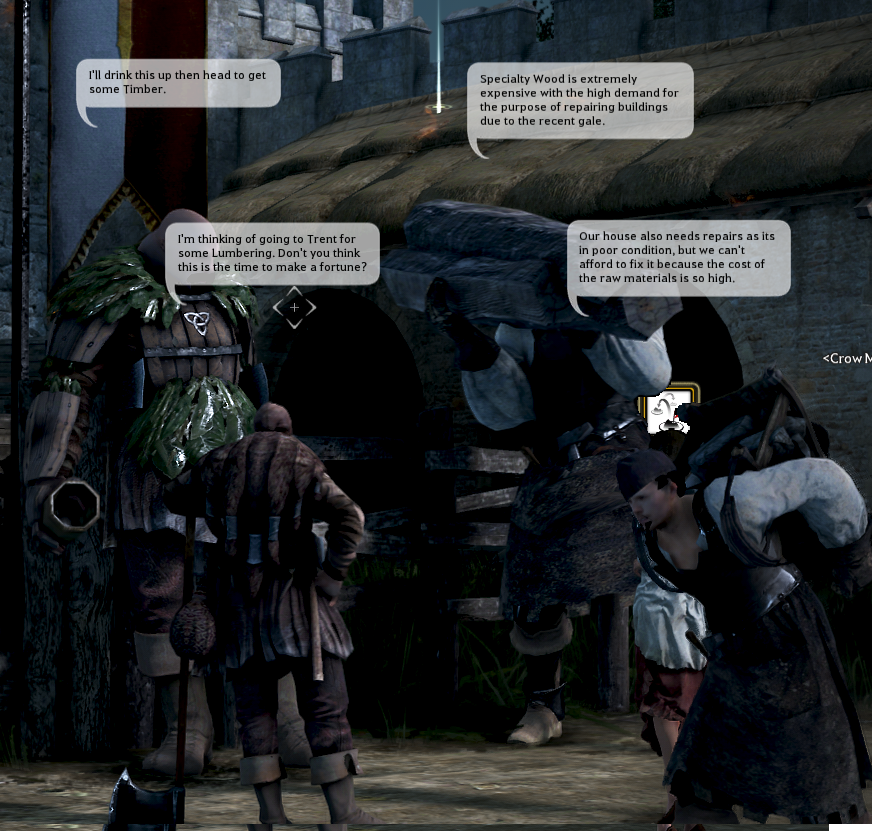 I'll drink this up then head to get
some Timber.
Specialty Wood is extremely
expensive with the high demand for
the purpose of repairing buildings
due to the recent gale.
I'm thinking of going to Trent for
some Lumbering. Don't you think
this is the time to make a fortune?
Our house also needs repairs as its
in poor condition, but we can't
afford to fix it because the cost of
the raw materials is so high.
<Crow M